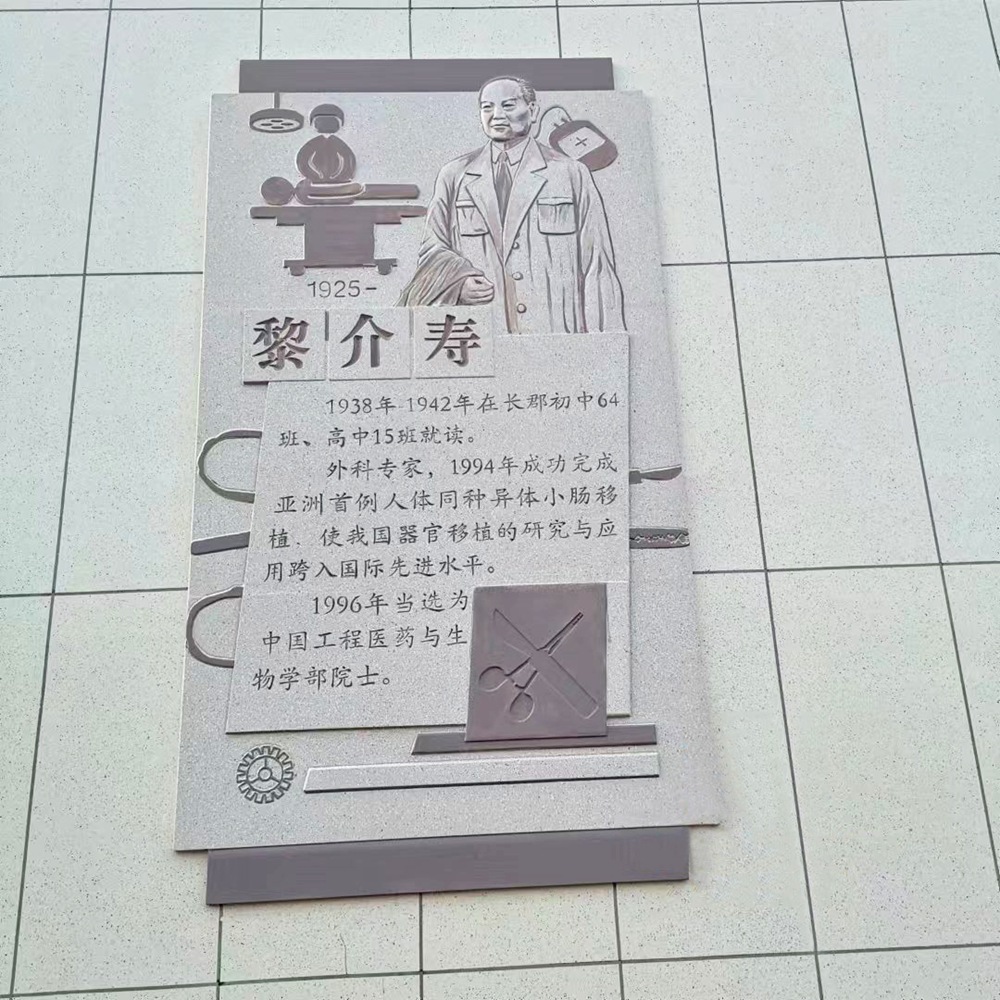 1925-
黎介寿
1938年-1942年在长郡初中64
班、高中15班就读。
外科专家，1994年成功完成
亚洲首例人体同种异体小肠移
植．使我国器官移植的研究与应
用跨入国际先进水平。
1996年当选为
中国工程医药与生
物学部院士。